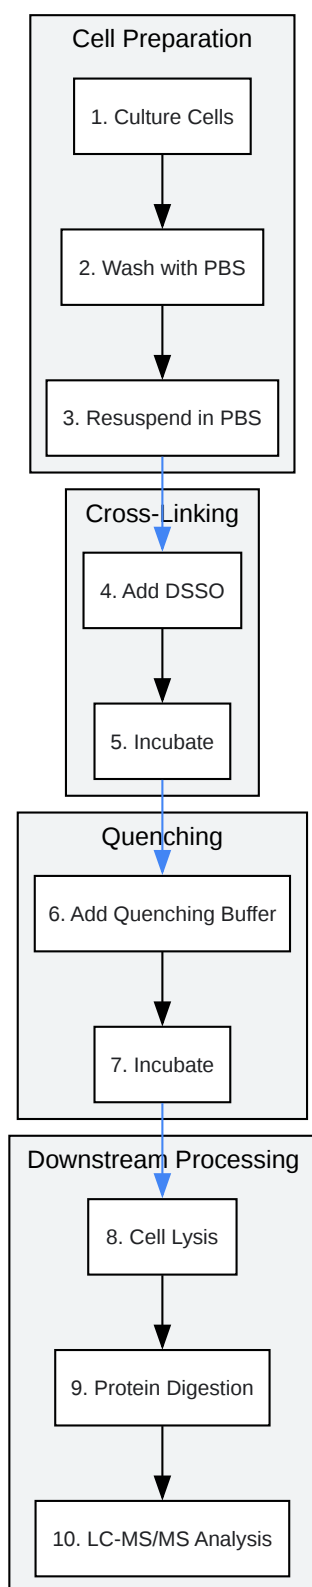 Cell Preparation
1. Culture Cells
2. Wash with PBS
3. Resuspend in PBS
Cross-Linking
4. Add DSSO
5. Incubate
Quenching
6. Add Quenching Buffer
7. Incubate
Downstream Processing
8. Cell Lysis
9. Protein Digestion
10. LC-MS/MS Analysis